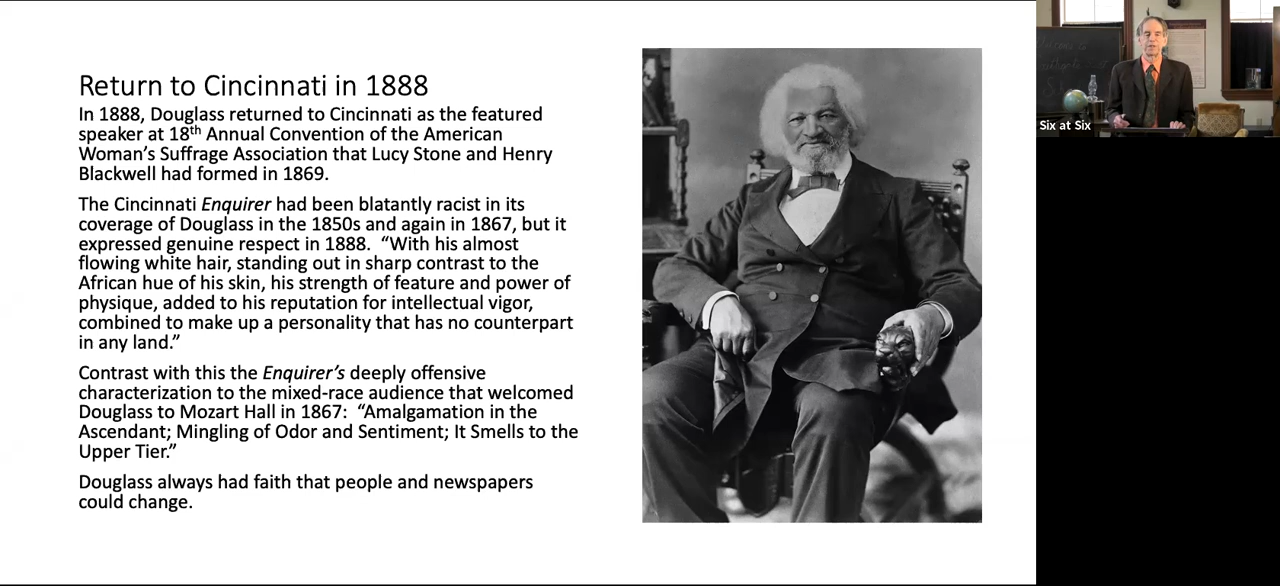 Return to Cincinnati in 1888
In 1888, Douglass returned to Cincinnati as the featured
speaker at 18th Annual Convention of the American
Woman’s Suffrage Association that Lucy Stone and Henry
Blackwell had formed in 1869.
The Cincinnati Enquirer had been blatantly racist in its
coverage of Douglass in the 1850s and again in 1867, but it
expressed genuine respect in 1888.  “With his almost
flowing white hair, standing out in sharp contrast to the
African hue of his skin, his strength of feature and power of
physique, added to his reputation for intellectual vigor,
combined to make up a personality that has no counterpart
in any land.”
Contrast with this the Enquirer’s deeply offensive
characterization to the mixed-race audience that welcomed
Douglass to Mozart Hall in 1867:  “Amalgamation in the
Ascendant; Mingling of Odor and Sentiment; It Smells to the
Upper Tier.”
Douglass always had faith that people and newspapers
could change.
Six at Six